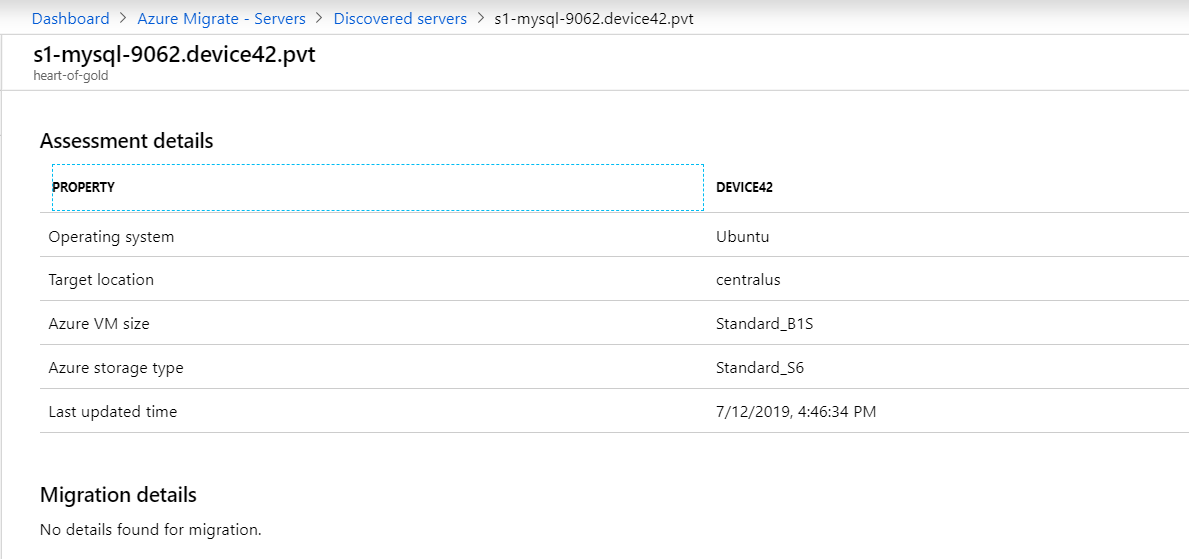 Dashboard > Azure Migrate - Servers > Discovered servers > s1-mysql-9062.device42.pvt
s1-mysql-9062.device42.pvt
heart-of-gold
Assessment details
PROPERTY DEVICE42
Operating system Ubuntu
Target location centralus
Azure VM size Standard_B1S
Azure storage type Standard_S6
Last updated time 7/12/2019, 4:46:34 PM
Migration details
No details found for migration.